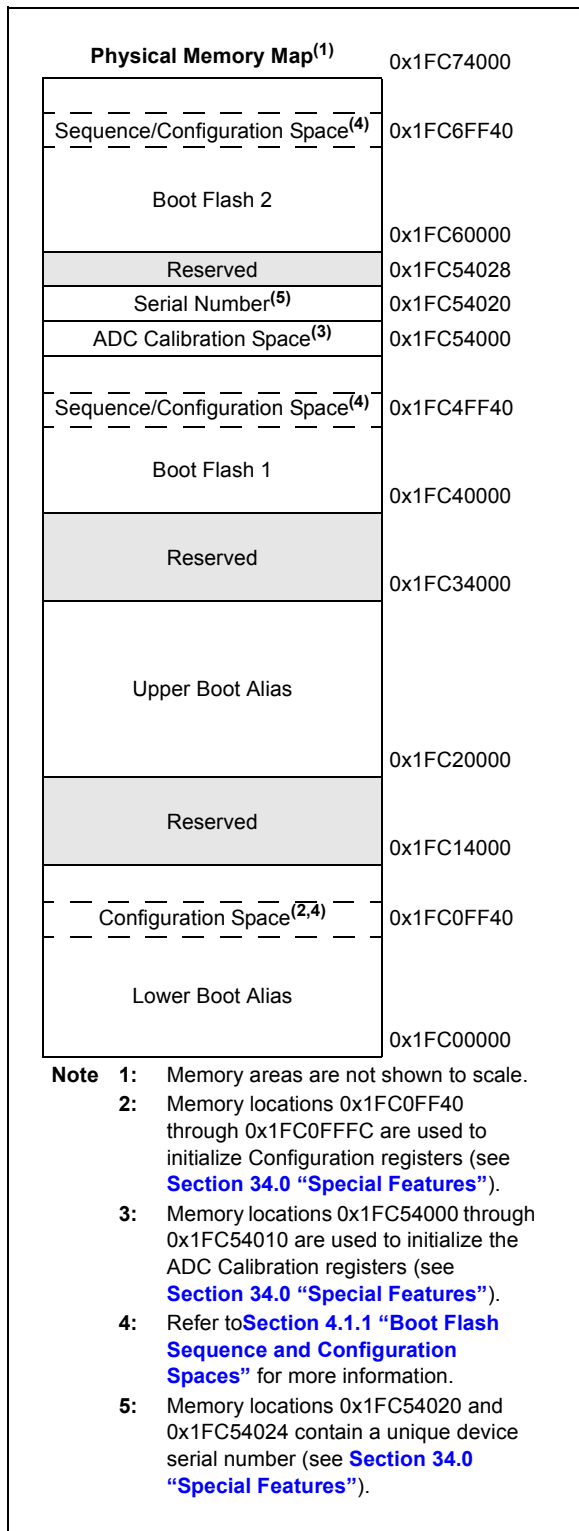 Physical Memory Map(1) 0x1FC74000
Sequence/Configuration Space(4) 0x1FC6FF40
Boot Flash 2
0x1FC60000
Reserved 0x1FC54028
Serial Number(5) 0x1FC54020
ADC Calibration Space(3) 0x1FC54000
Sequence/Configuration Space(4) 0x1FC4FF40
Boot Flash 1
0x1FC40000
Reserved
0x1FC34000
Upper Boot Alias
0x1FC20000
Reserved
0x1FC14000
Configuration Space(2,4) 0x1FC0FF40
Lower Boot Alias
0x1FC00000
Note 1: Memory areas are not shown to scale.
2: Memory locations 0x1FC0FF40
through 0x1FC0FFFC are used to
initialize Configuration registers (see
Section 34.0 “Special Features”).
3: Memory locations 0x1FC54000 through
0x1FC54010 are used to initialize the
ADC Calibration registers (see
Section 34.0 “Special Features”).
4: Refer toSection 4.1.1 “Boot Flash
Sequence and Configuration
Spaces” for more information.
5: Memory locations 0x1FC54020 and
0x1FC54024 contain a unique device
serial number (see Section 34.0
“Special Features”).